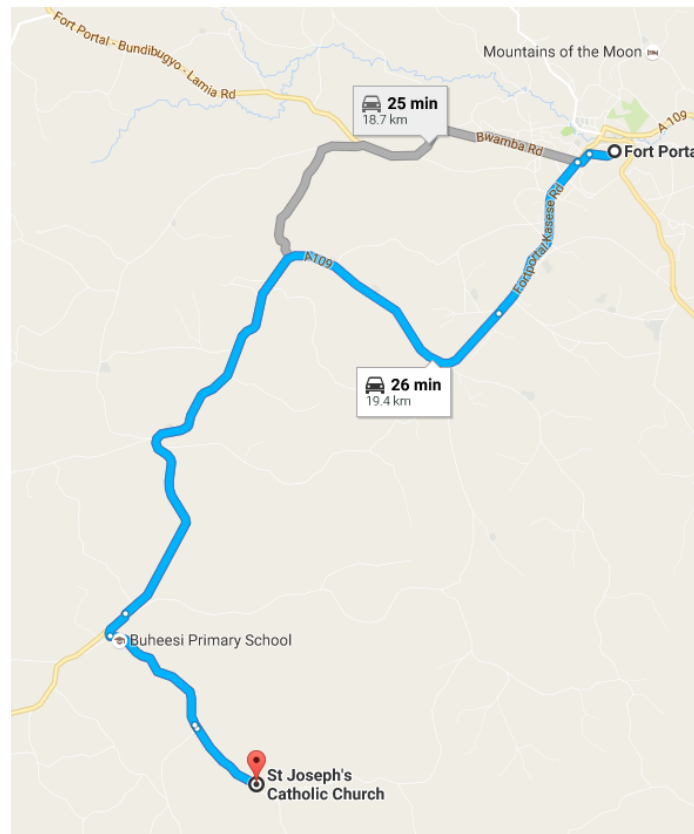 Fort Portal - Bundibugyo - Lamia Rd
Mountains of the Moon
25 min
18.7 km
A 109
Bwamba Rd
Fort Porta
Fortportal Kasese Rd
A109
26 min
19.4 km
Buheesi Primary School
St Joseph's
Catholic Church